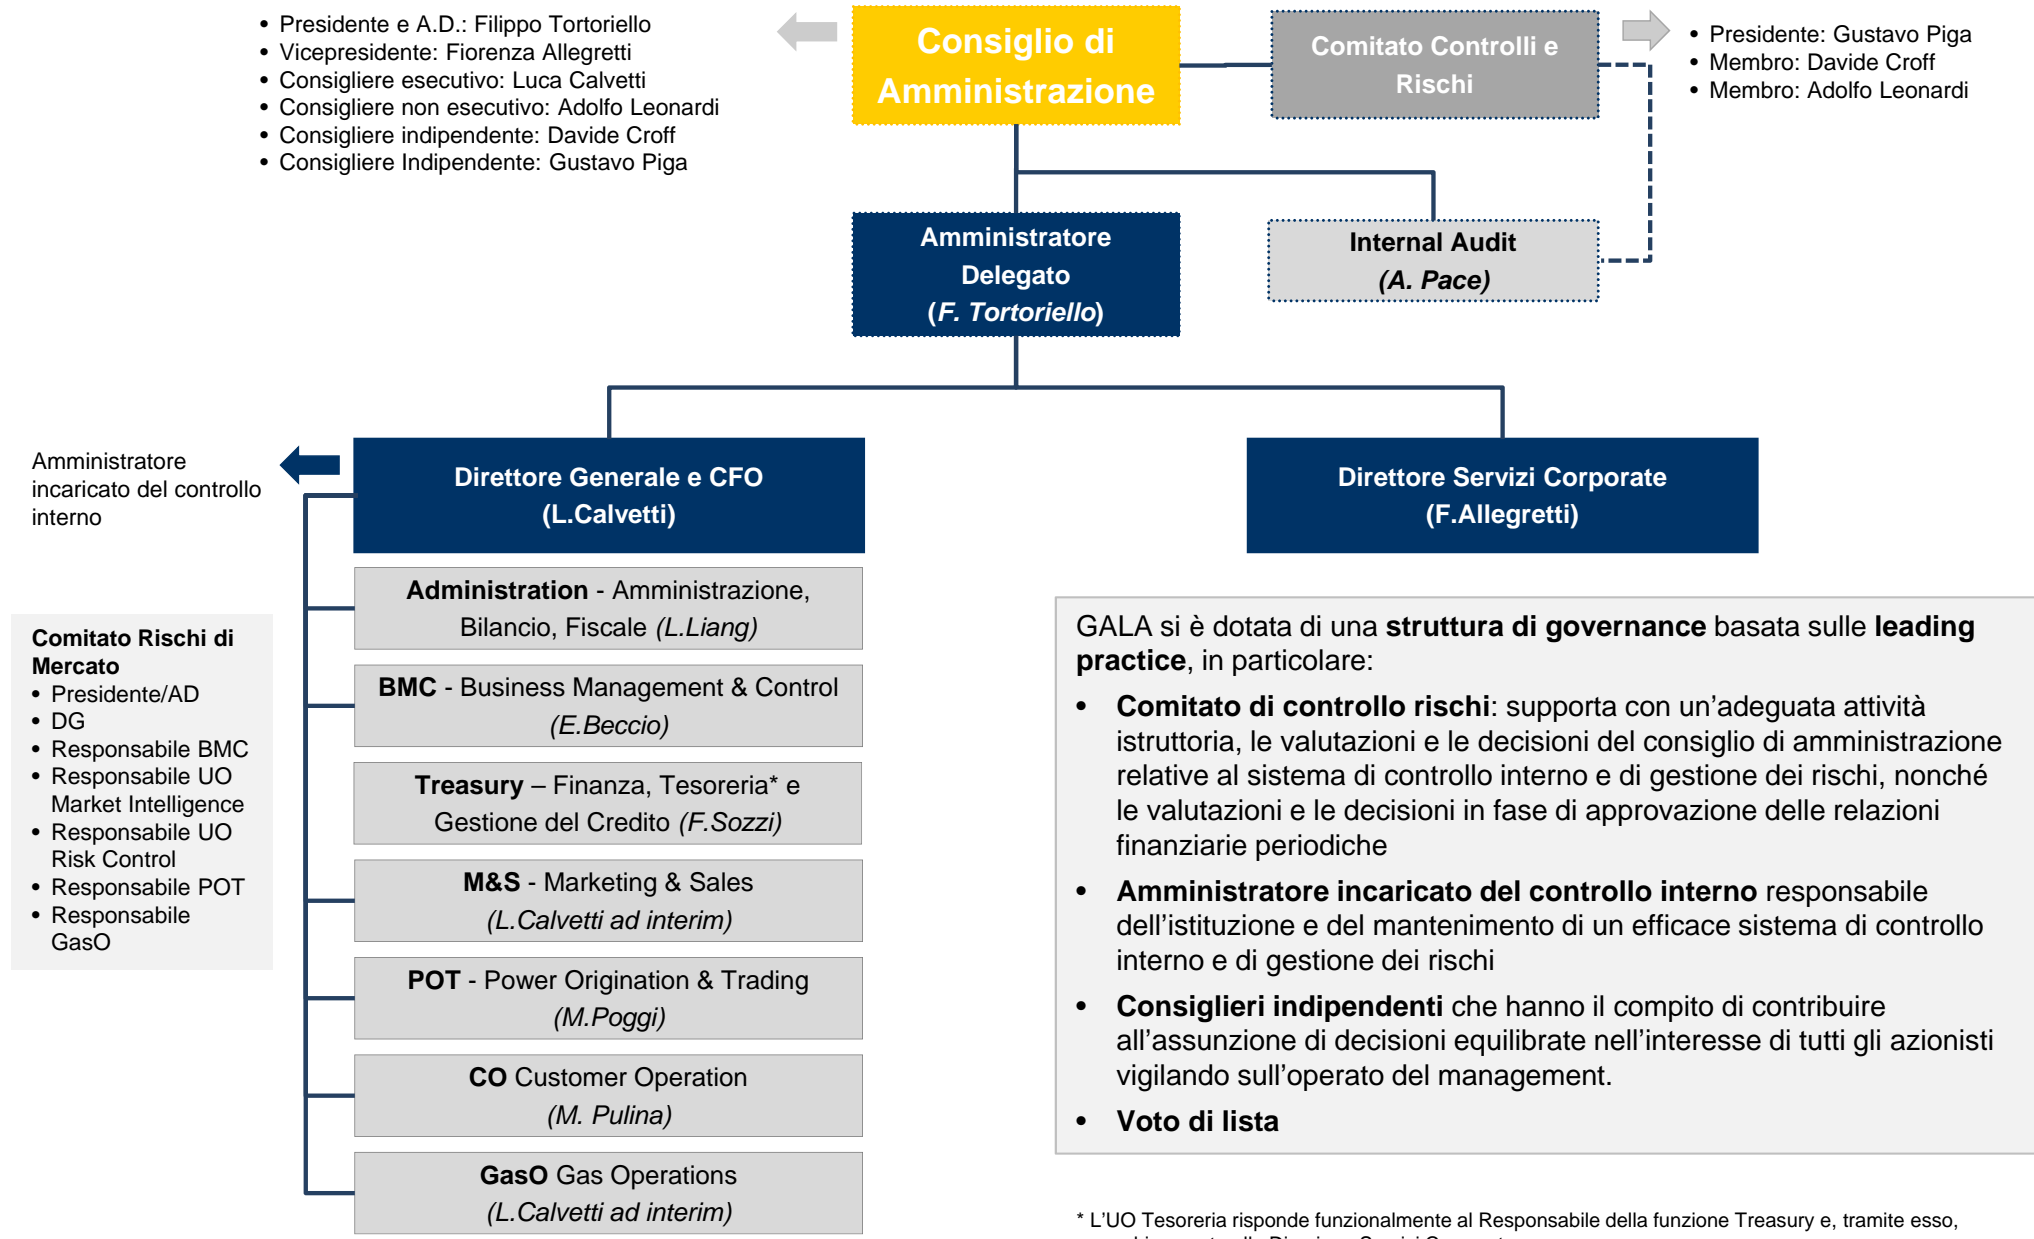 • Presidente e A.D.: Filippo Tortoriello
• Vicepresidente: Fiorenza Allegretti
• Consigliere esecutivo: Luca Calvetti
• Consigliere non esecutivo: Adolfo Leonardi
• Consigliere indipendente: Davide Croff
• Consigliere Indipendente: Gustavo Piga
Consiglio di
Amministrazione
Comitato Controlli e
Rischi
• Presidente: Gustavo Piga
• Membro: Davide Croff
• Membro: Adolfo Leonardi
Amministratore
Delegato
(F. Tortoriello)
Internal Audit
(A. Pace)
Amministratore
incaricato del controllo
interno
Direttore Generale e CFO
(L.Calvetti)
Direttore Servizi Corporate
(F.Allegretti)
Comitato Rischi di
Mercato
• Presidente/AD
• DG
• Responsabile BMC
• Responsabile UO
Market Intelligence
• Responsabile UO
Risk Control
• Responsabile POT
• Responsabile
GasO
Administration - Amministrazione,
Bilancio, Fiscale (L.Liang)
BMC - Business Management & Control
(E.Beccio)
Treasury – Finanza, Tesoreria* e
Gestione del Credito (F.Sozzi)
M&S - Marketing & Sales
(L.Calvetti ad interim)
POT - Power Origination & Trading
(M.Poggi)
CO Customer Operation
(M. Pulina)
GasO Gas Operations
(L.Calvetti ad interim)
GALA si è dotata di una struttura di governance basata sulle leading
practice, in particolare:
• Comitato di controllo rischi: supporta con un’adeguata attività
istruttoria, le valutazioni e le decisioni del consiglio di amministrazione
relative al sistema di controllo interno e di gestione dei rischi, nonché
le valutazioni e le decisioni in fase di approvazione delle relazioni
finanziarie periodiche
• Amministratore incaricato del controllo interno responsabile
dell’istituzione e del mantenimento di un efficace sistema di controllo
interno e di gestione dei rischi
• Consiglieri indipendenti che hanno il compito di contribuire
all’assunzione di decisioni equilibrate nell’interesse di tutti gli azionisti
vigilando sull’operato del management.
• Voto di lista
* L’UO Tesoreria risponde funzionalmente al Responsabile della funzione Treasury e, tramite esso,